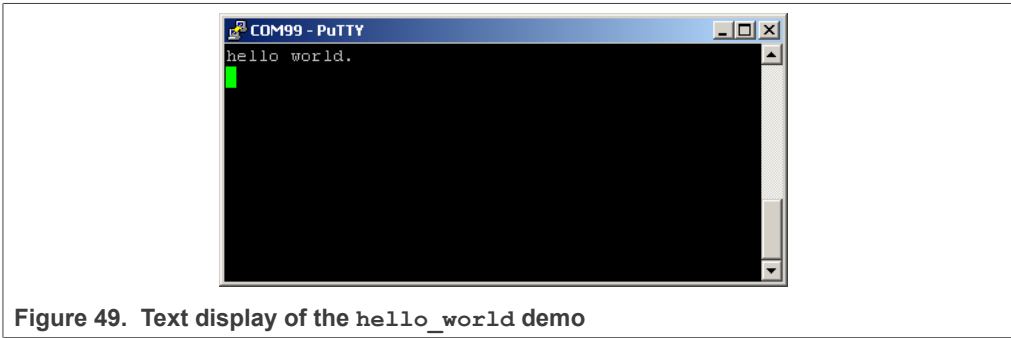 COM99 - PuTTY
hello world.
Figure 49. Text display of the hello_world demo